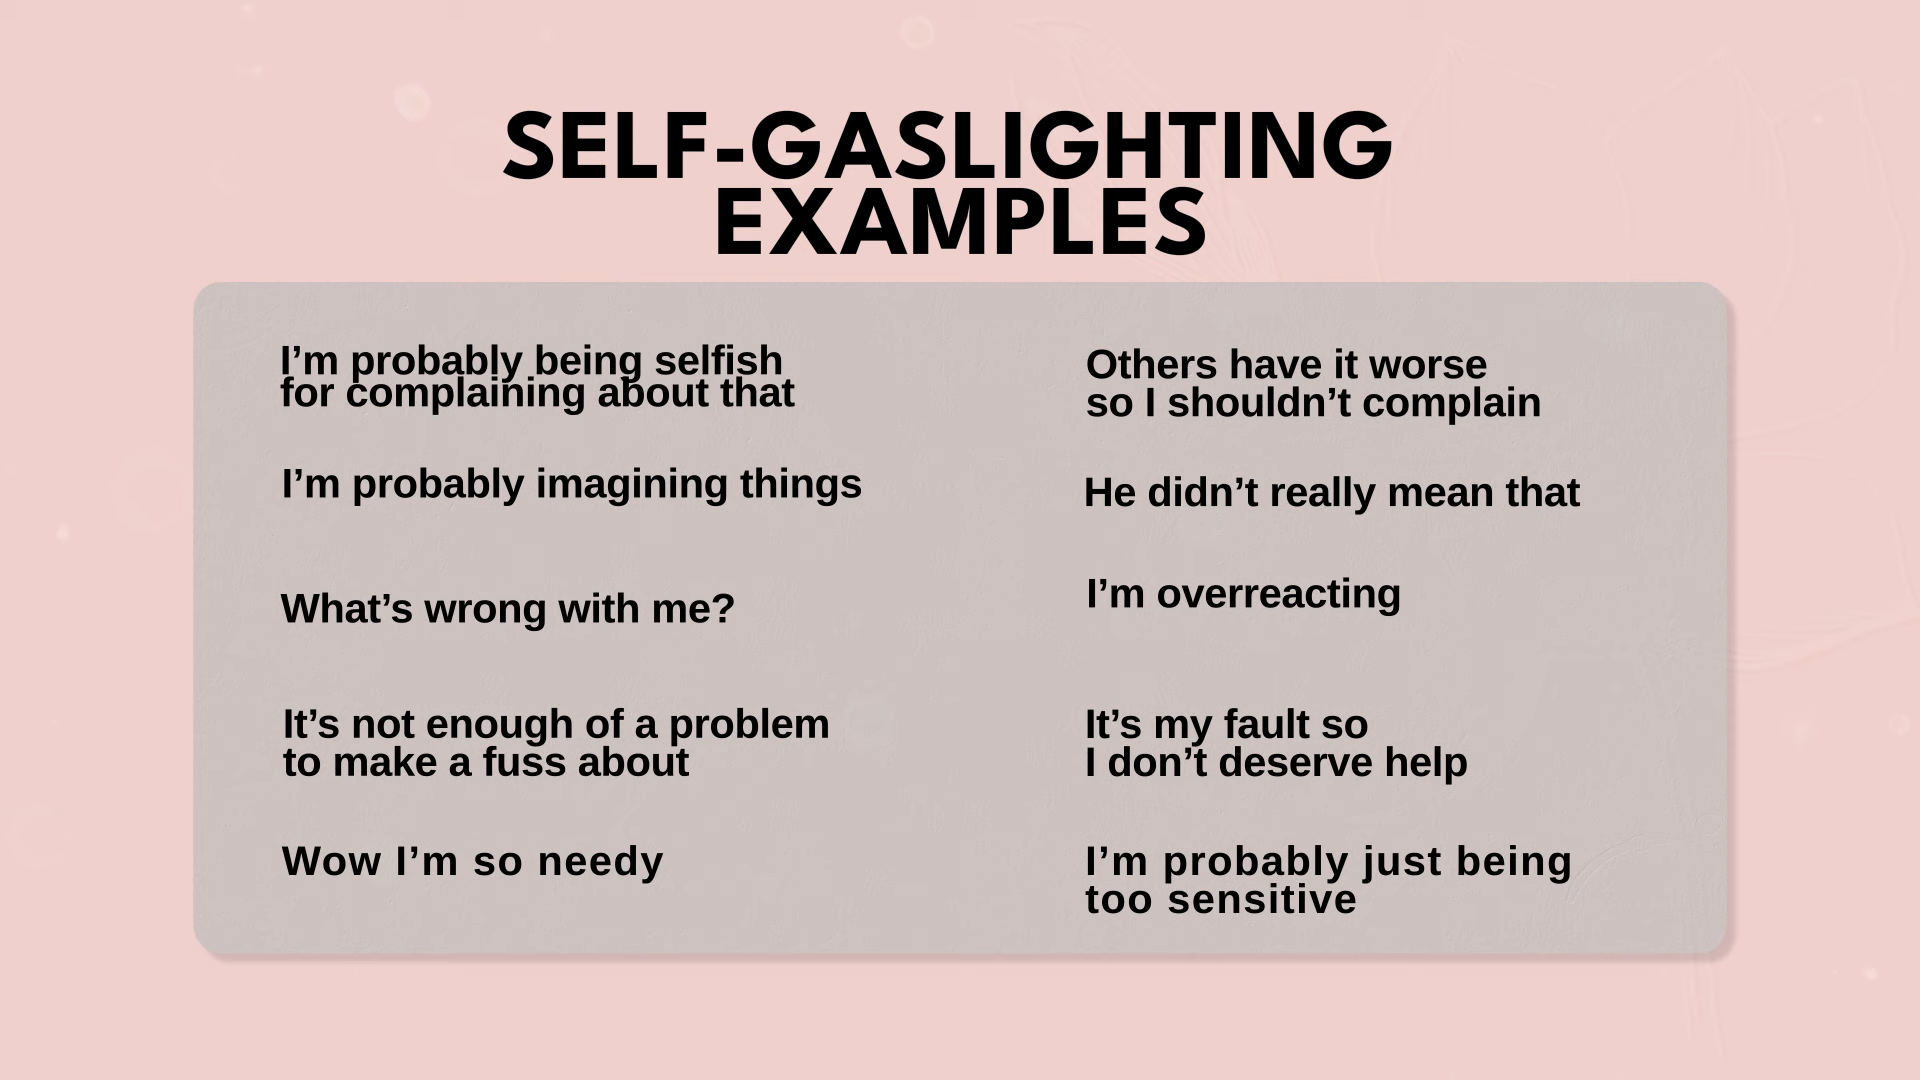 SELF-GASLIGHTING
EXAMPLES
I’m probably being selfish
for complaining about that
I’m probably imagining things
What’s wrong with me?
It’s not enough of a problem
to make a fuss about
Wow I’m so needy
Others have it worse
so I shouldn’t complain
He didn’t really mean that
I’m overreacting
It’s my fault so
I don’t deserve help
I’m probably just being
too sensitive